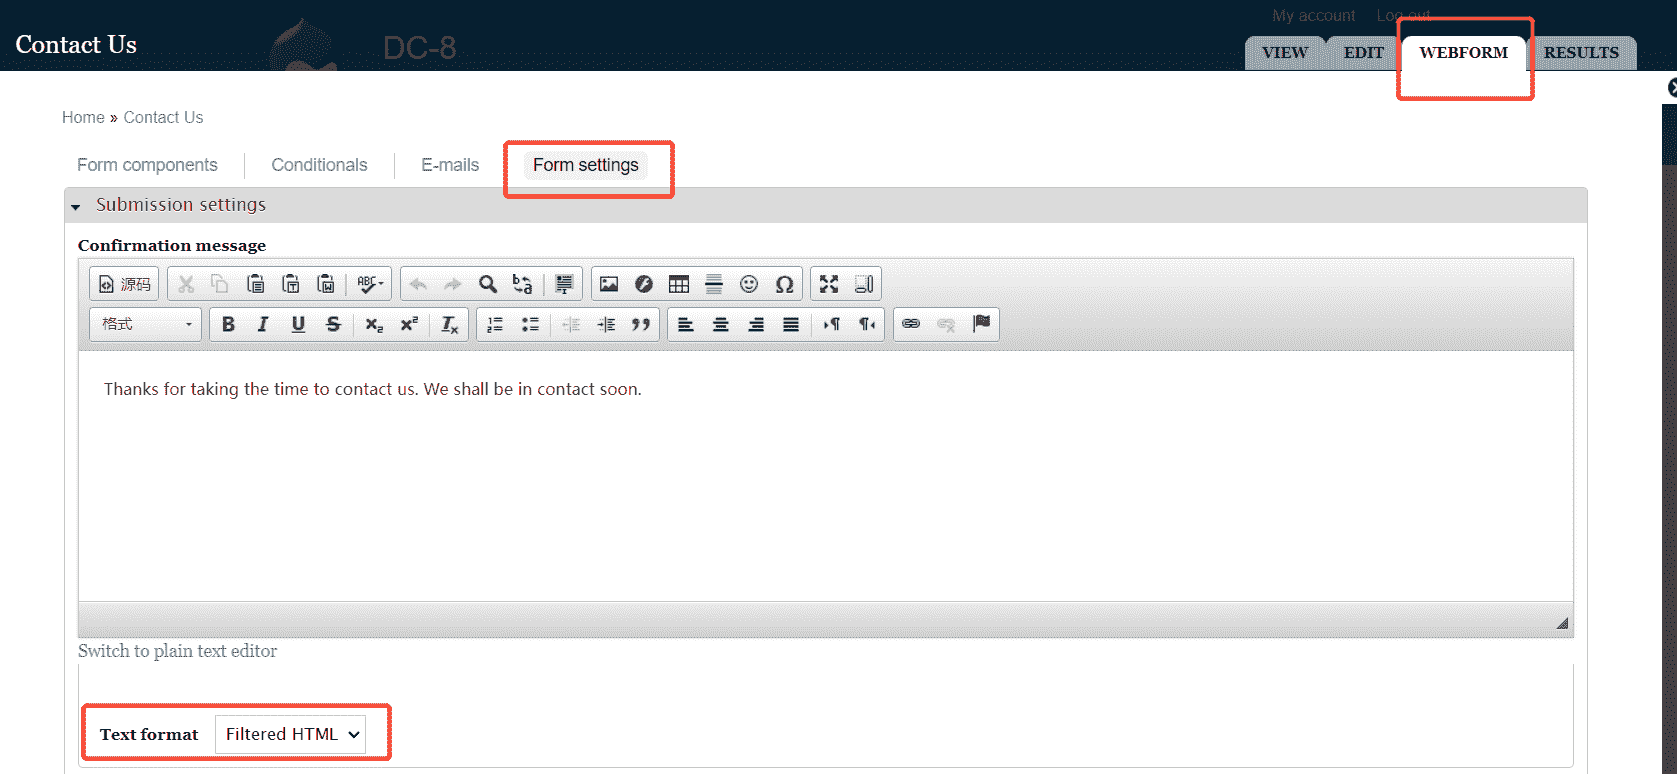 My account Log out
Contact Us
DC-8
VIEW EDIT WEBFORM RESULTS
Home » Contact Us
Form components Conditionals E-mails Form settings
Submission settings
Confirmation message
源码
格式
Thanks for taking the time to contact us. We shall be in contact soon.
Switch to plain text editor
Text format Filtered HTML